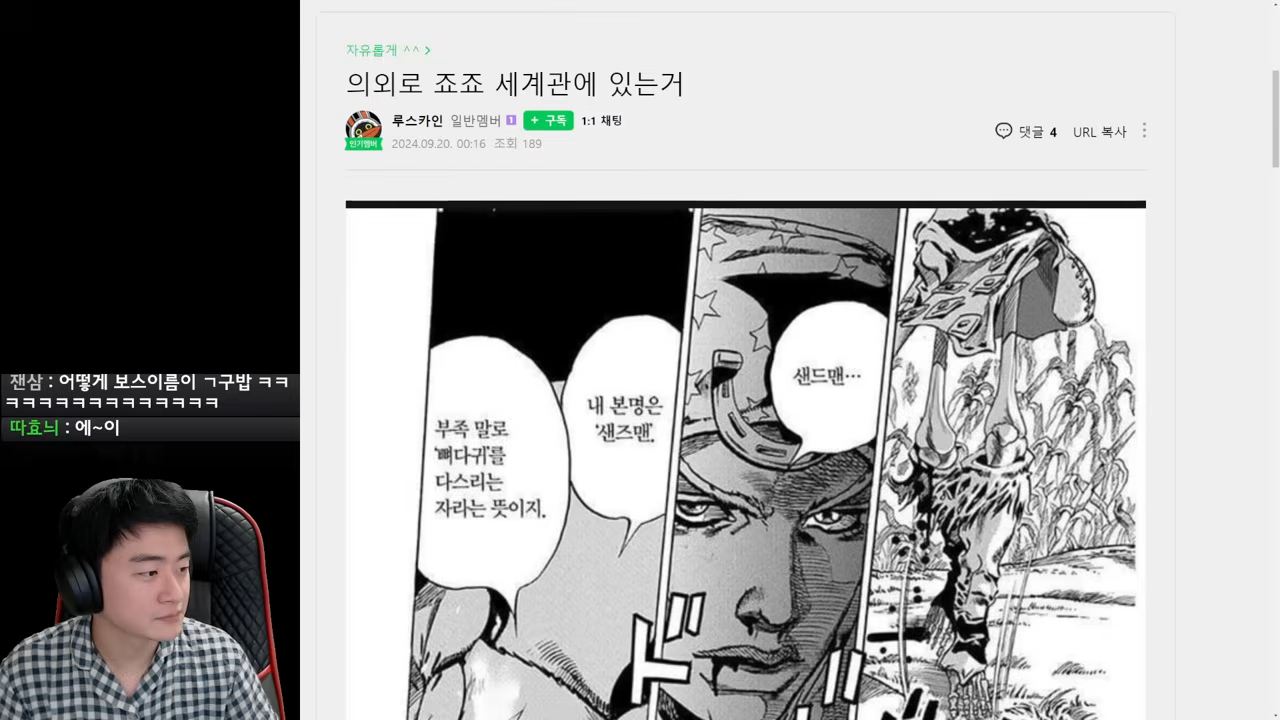 자유롭게 ^^ >
의외로 죠죠 세계관에 있는거
루스카인 일반멤버 1 + 구독 1:1 채팅
인기멤버
2024.09.20. 00:16 조회 189
댓글 4 URL 복사
샌드맨…
내 본명은
'샌즈맨'.
부족 말로
'뼈다귀'를
다스리는
자라는 뜻이지.
ド
잰삼 : 어떻게 보스이름이 ㄱ구밥 ㅋㅋ
ㅋㅋㅋㅋㅋㅋㅋㅋㅋㅋㅋㅋㅋ
따효늬 : 에~이